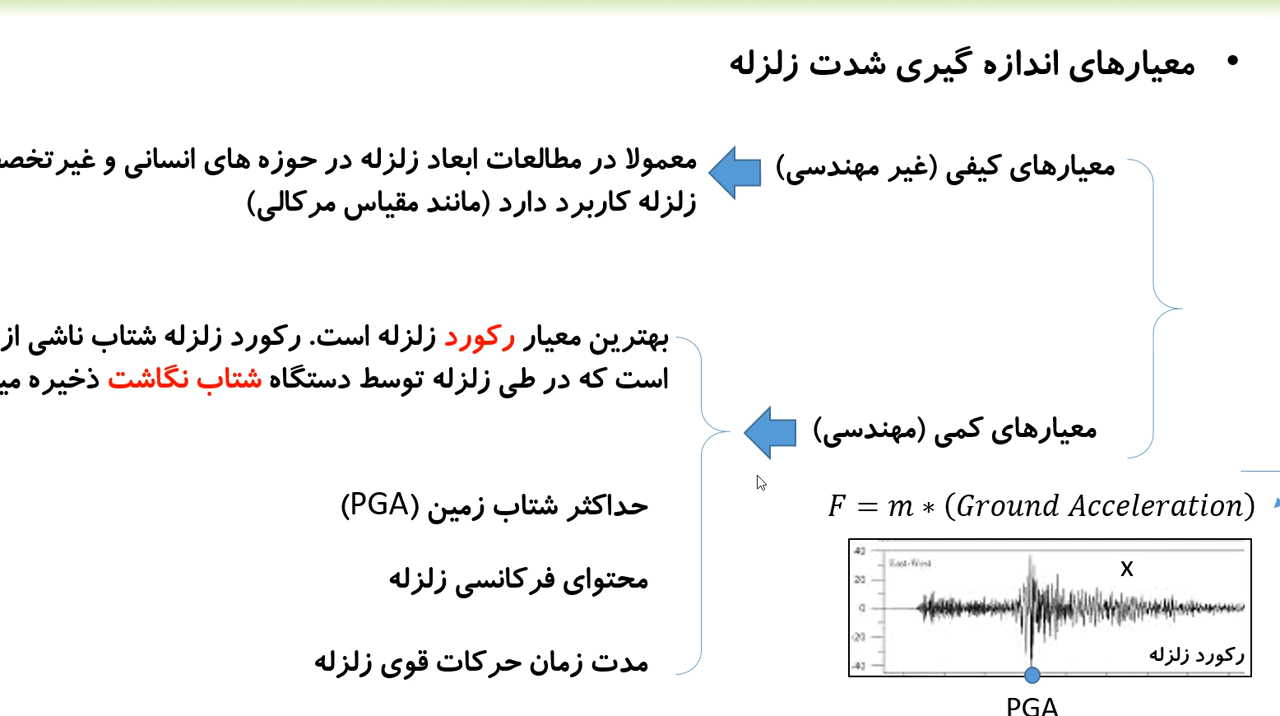 • معیارهای اندازه گیری شدت زلزله
معیارهای کیفی (غیر مهندسی)
معمولا در مطالعات ابعاد زلزله در حوزه های انسانی و
زلزله کاربرد دارد (مانند مقیاس مرکالی)
معیارهای کمی (مهندسی)
بهترین معیار رکورد زلزله است. رکورد زلزله شتاب ناشی از
است که در طی زلزله توسط دستگاه شتاب نگاشت ذخیره
حداکثر شتاب زمین (PGA)
محتوای فرکانسی زلزله
مدت زمان حرکات قوی زلزله
F = m * (Ground Acceleration)
40
East-West
X
20
0
-20
رکورد زلزله
-40
PGA